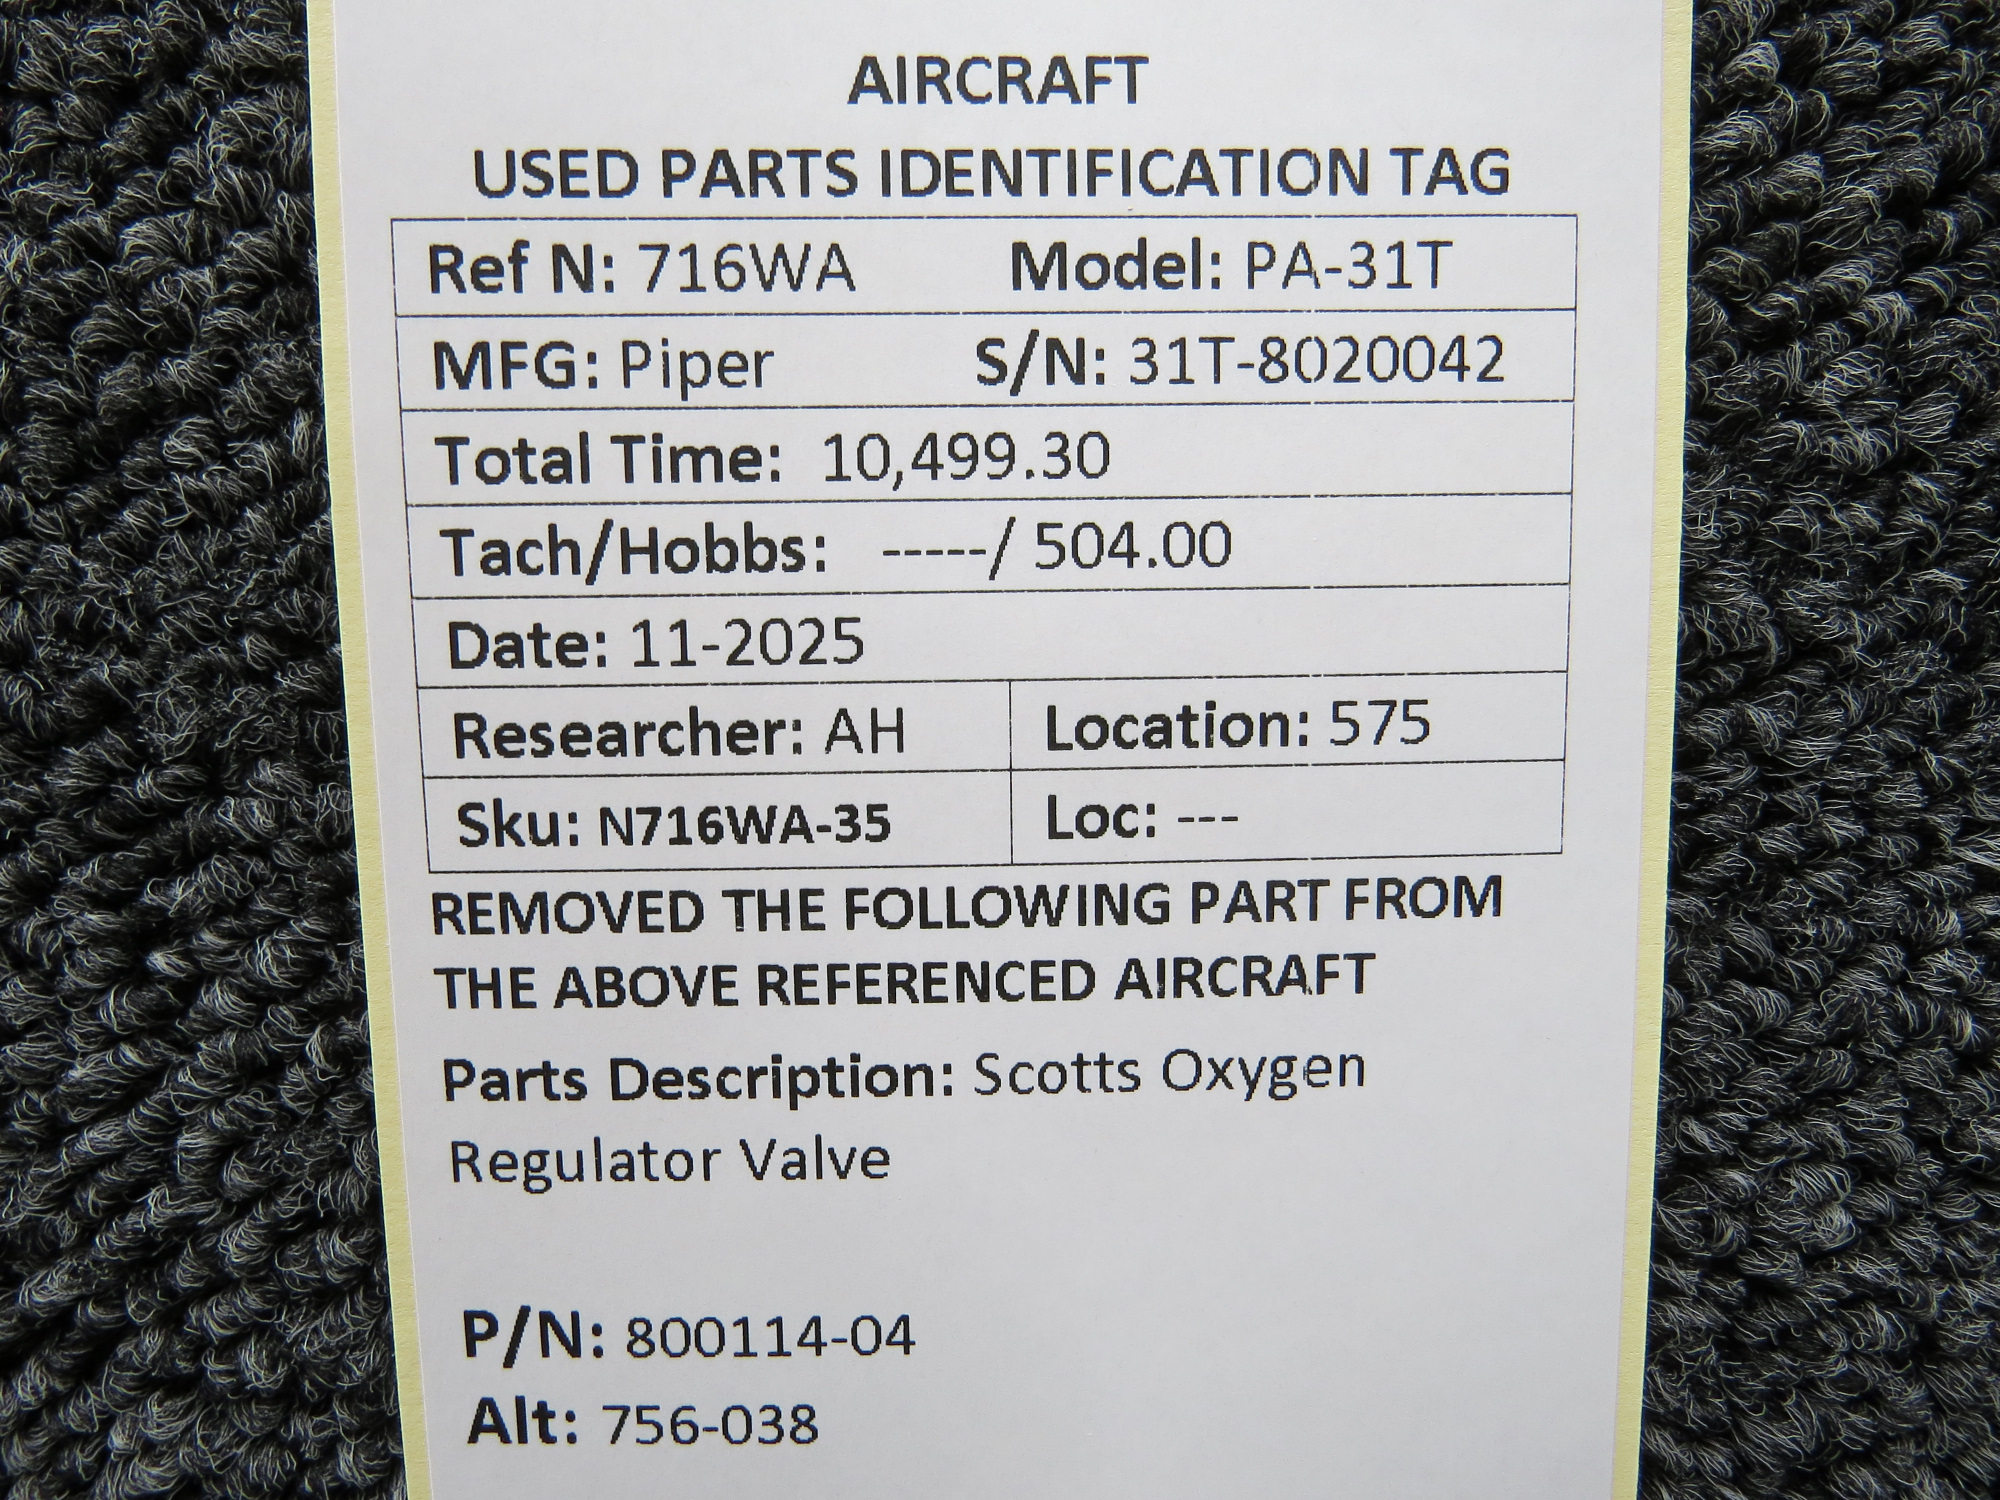 AIRCRAFT
USED PARTS IDENTIFICATION TAG
Ref N: 716WA Model: PA-31T
MFG: Piper S/N: 31T-8020042
Total Time: 10,499.30
Tach/Hobbs: -----/ 504.00
Date: 11-2025
Researcher: AH Location: 575
Sku: N716WA-35 Loc: ---
REMOVED THE FOLLOWING PART FROM
THE ABOVE REFERENCED AIRCRAFT
Parts Description: Scotts Oxygen
Regulator Valve
P/N: 800114-04
Alt: 756-038